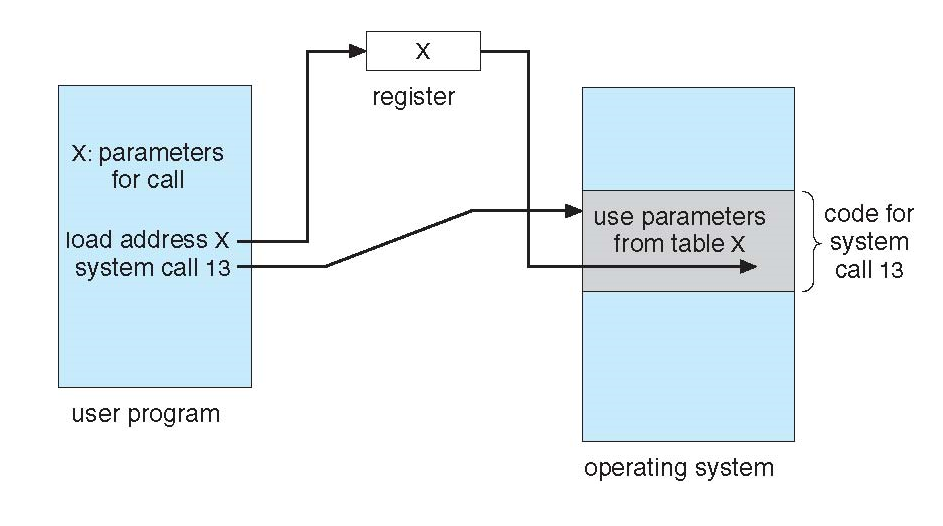 X
register
X: parameters
for call
load address X
system call 13
user program
use parameters
from table X
code for
system
call 13
operating system